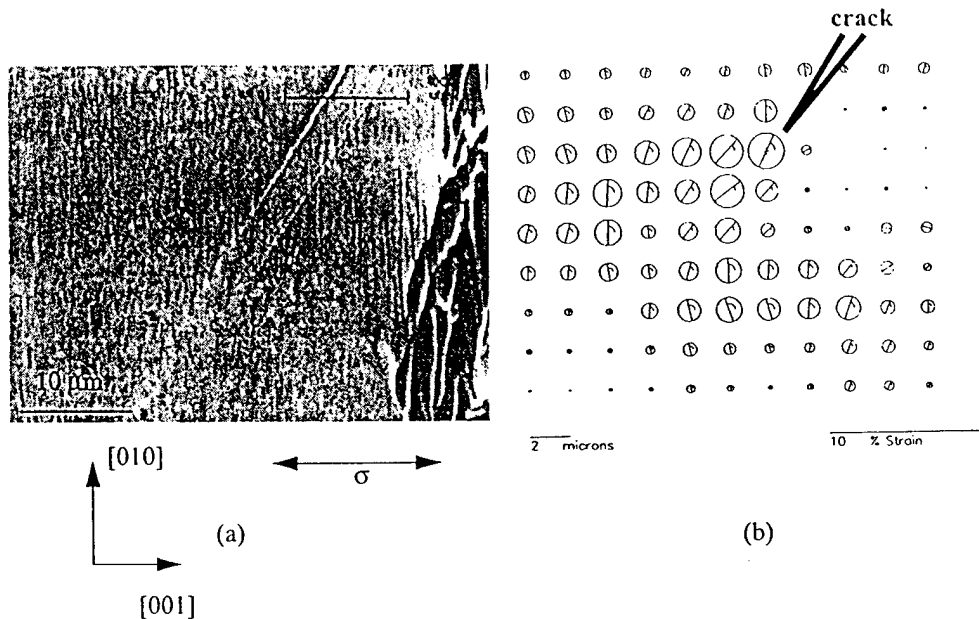 crack
10 μm
2 microns
10 % Strain
[010]
σ
(a)
(b)
[001]